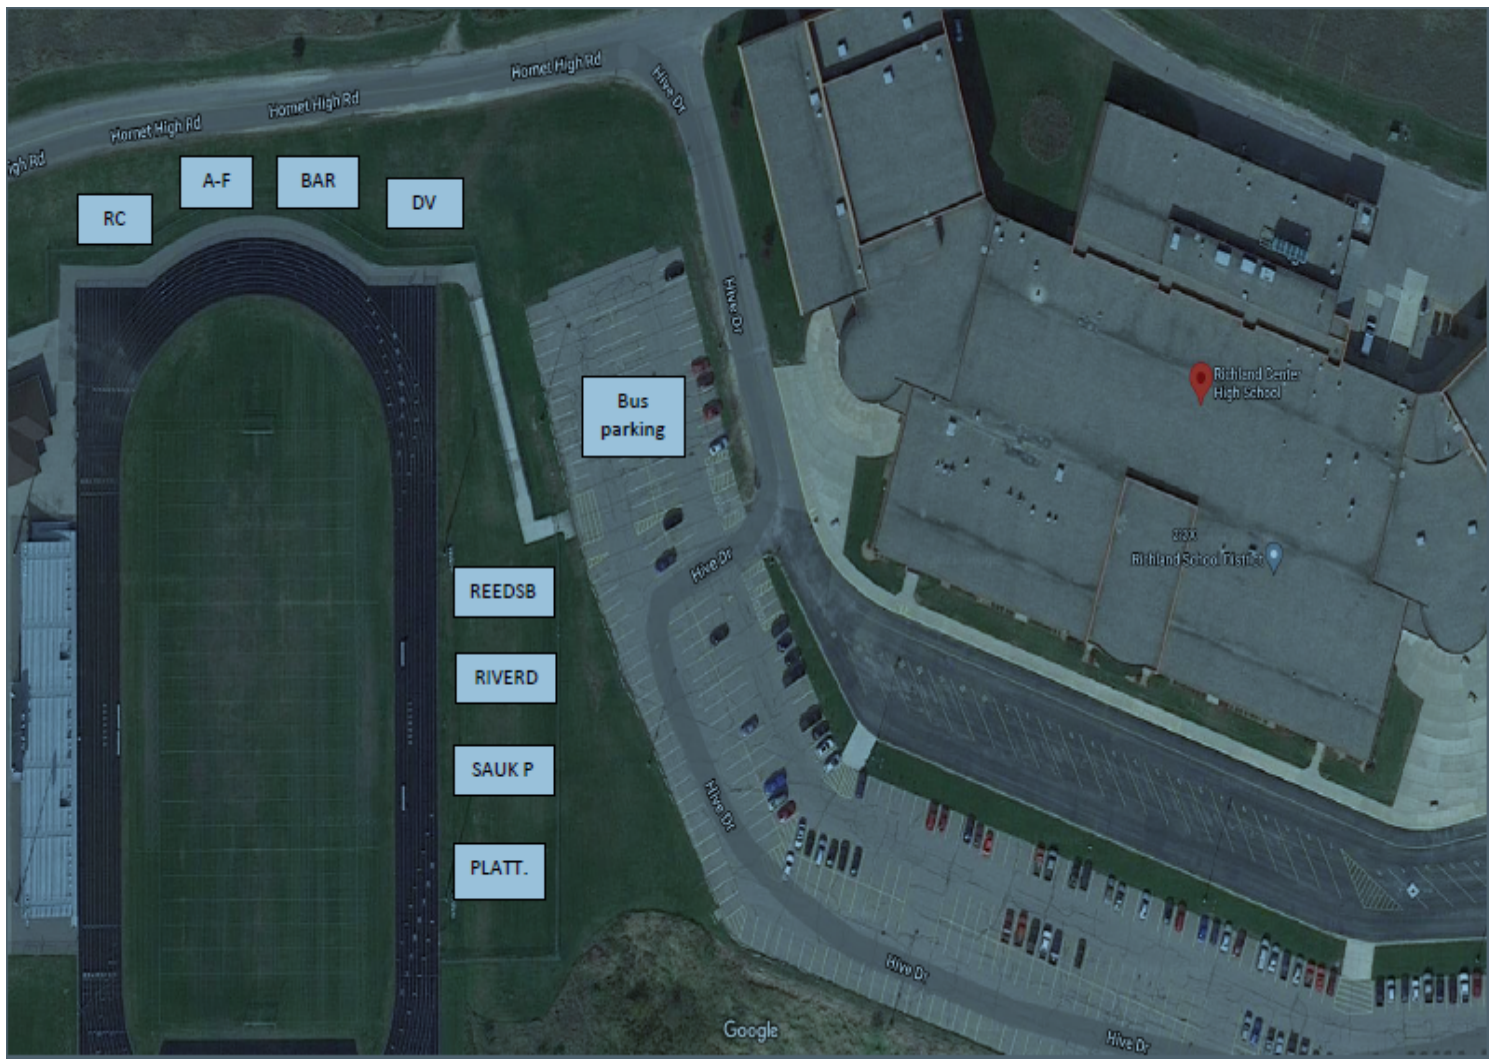 Hornet High Rd
Hornet High Rd
Hornet High Rd
igh Rd
Hive Dr
A-F
BAR
DV
RC
Hive Dr
Bus
parking
Richland Center
High School
Richland School District
Hive Dr
REEDSB
RIVERD
SAUK P
Hive Dr
PLATT.
Hive Dr
Google
Hive Dr